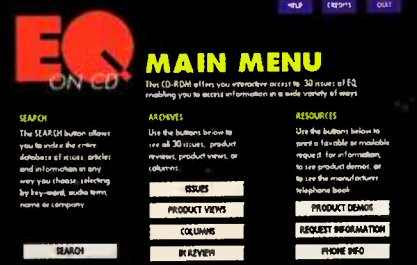 HELP CREDITS QUIT
EQ
ON CD
MAIN MENU
This CD-ROM offers you interactive access to 30 issues of EQ
enabling you to access information in a wide variety of ways
SEARCH
The SEARCH button allows
you to index the entire
database of issues, articles
and information in any
way you choose, selecting
by key-word, audio term,
name or company.
SEARCH
ARCHIVES
Use the buttons below to
see all 30 issues, product
reviews, product views, or
columns.
ISSUES
PRODUCT VIEWS
COLUMNS
IN REVIEW
RESOURCES
Use the buttons below to
print a faxable or mailable
request for information,
to see product demos, or
to see the manufacturer
telephone book
PRODUCT DEMOS
REQUEST INFORMATION
PHONE INFO